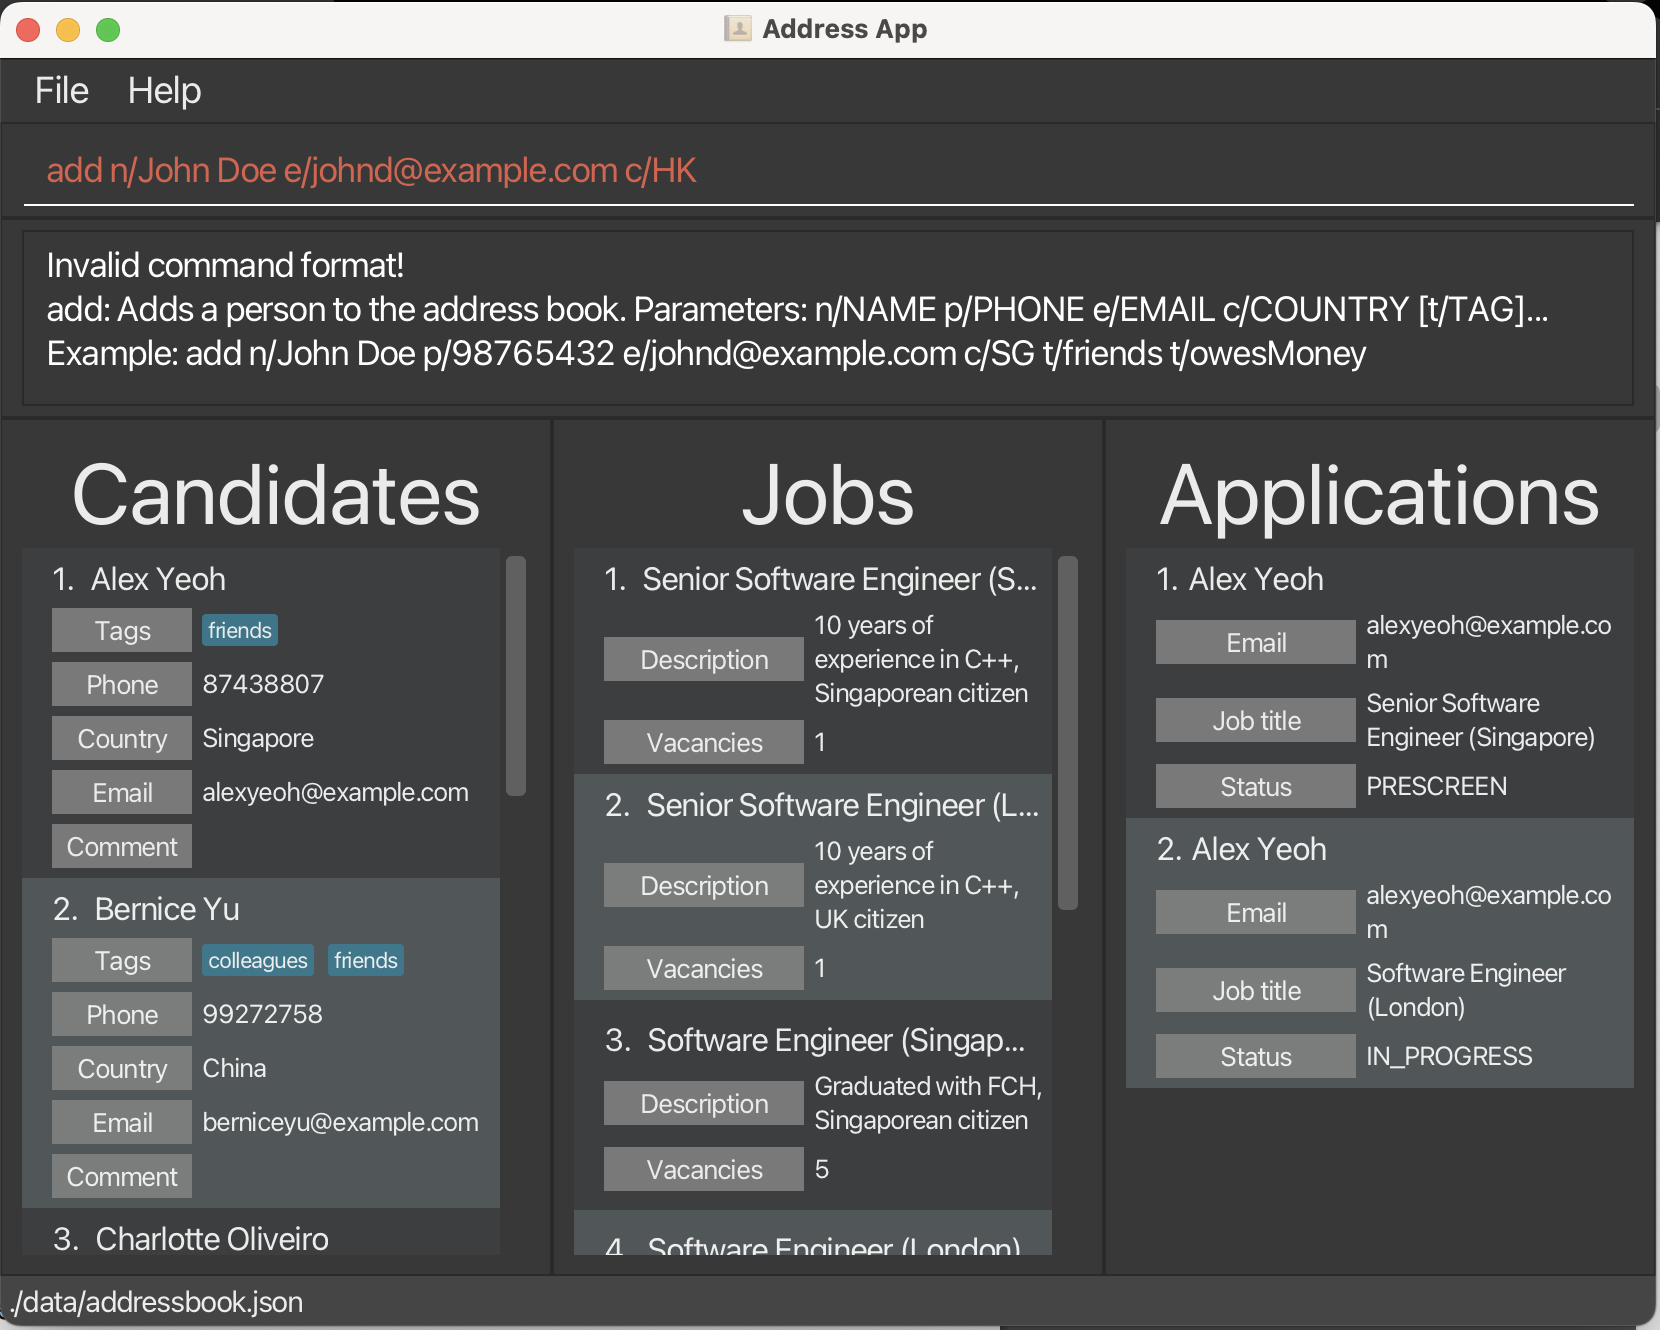 Address App
File Help
add n/John Doe e/johnd@example.com c/HK
Invalid command format!
add: Adds a person to the address book. Parameters: n/NAME p/PHONE e/EMAIL c/COUNTRY [t/TAG]...
Example: add n/John Doe p/98765432 e/johnd@example.com c/SG t/friends t/owesMoney
Candidates
1. Alex Yeoh
Tags friends
Phone 87438807
Country Singapore
Email alexyeoh@example.com
Comment
2. Bernice Yu
Tags colleagues friends
Phone 99272758
Country China
Email berniceyu@example.com
Comment
3. Charlotte Oliveiro
Jobs
1. Senior Software Engineer (S...
Description
10 years of
experience in C++,
Singaporean citizen
Vacancies 1
2. Senior Software Engineer (L...
Description
10 years of
experience in C++,
UK citizen
Vacancies 1
3. Software Engineer (Singap...
Description
Graduated with FCH,
Singaporean citizen
Vacancies 5
4. Software Engineer (London)
Applications
1. Alex Yeoh
Email
alexyeoh@example.co
m
Job title
Senior Software
Engineer (Singapore)
Status PRESCREEN
2. Alex Yeoh
Email
alexyeoh@example.co
m
Job title
Software Engineer
(London)
Status IN_PROGRESS
./data/addressbook.json